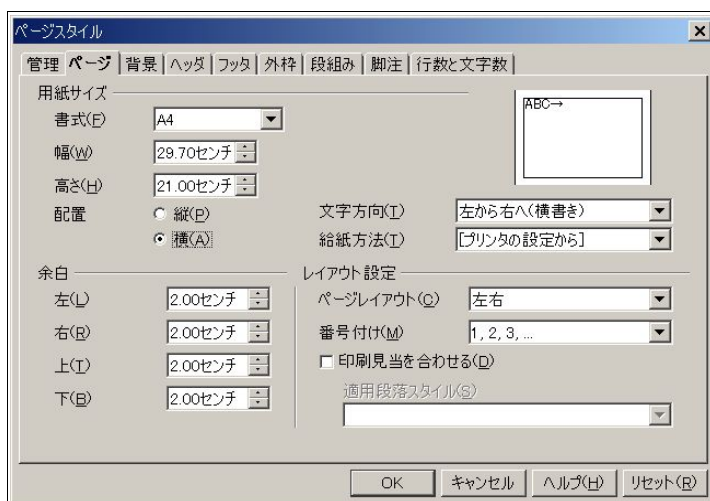 ページスタイル
管理 ページ 背景 ヘッダ フッタ 外枠 段組み 脚注 行数と文字数
用紙サイズ
書式(F) A4
ABC→
幅(W) 29.70センチ
高さ(H) 21.00センチ
配置 縦(P) 文字方向(T) 左から右へ(横書き)
横(A) 給紙方法(T) [プリンタの設定から]
余白 レイアウト設定
左(L) 2.00センチ ページレイアウト(C) 左右
右(R) 2.00センチ 番号付け(M) 1, 2, 3, ...
上(T) 2.00センチ 印刷見当を合わせる(D)
適用段落スタイル(S)
下(B) 2.00センチ
OK キャンセル ヘルプ(H) リセット(R)